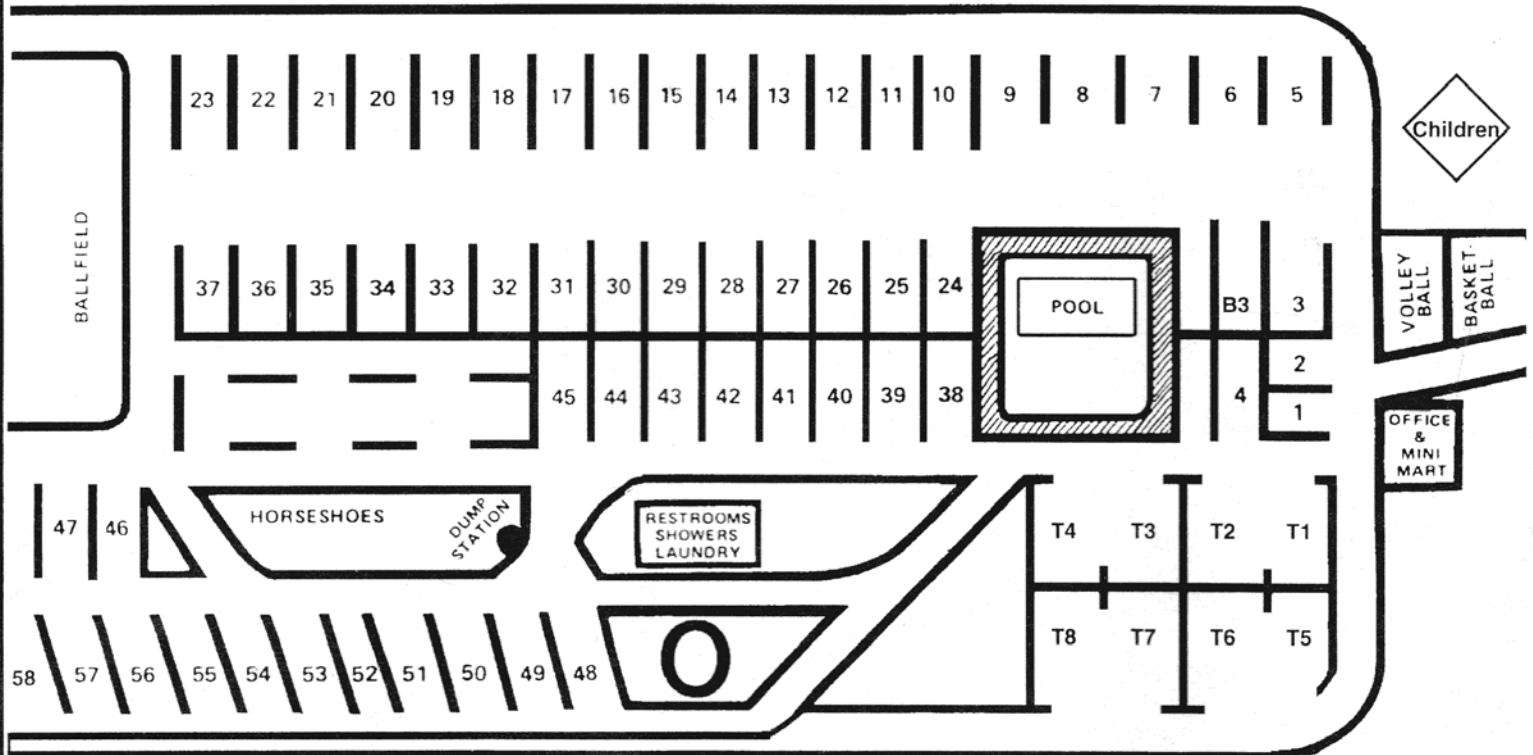 23 22 21 20 19 18 17 16 15 14 13 12 11 10 9 8 7 6 5
Children
BALLFIELD
37 36 35 34 33 32 31 30 29 28 27 26 25 24
POOL
B3 3
VOLLEY
BALL
BASKET-
BALL
2
45 44 43 42 41 40 39 38
4
1
OFFICE
&
MINI
MART
47 46
HORSESHOES
DUMP
STATION
RESTROOMS
SHOWERS
LAUNDRY
T4 T3 T2 T1
T8 T7 T6 T5
58 57 56 55 54 53 52 51 50 49 48